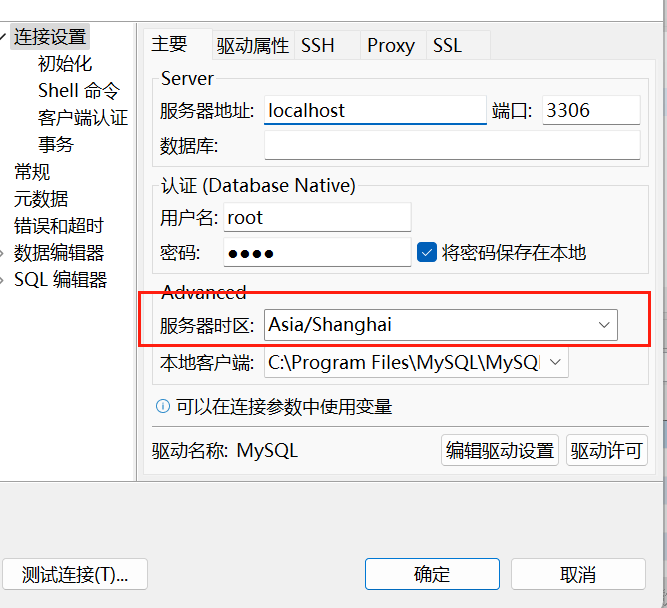 连接设置
初始化
Shell 命令
客户端认证
事务
常规
元数据
错误和超时
数据编辑器
SQL 编辑器
主要 驱动属性 SSH Proxy SSL
Server
服务器地址: localhost 端口: 3306
数据库:
认证 (Database Native)
用户名: root
密码: ●●●● 将密码保存在本地
Advanced
服务器时区: Asia/Shanghai
本地客户端: C:\Program Files\MySQL\MySQ
可以在连接参数中使用变量
驱动名称: MySQL 编辑驱动设置 驱动许可
测试连接(T)... 确定 取消